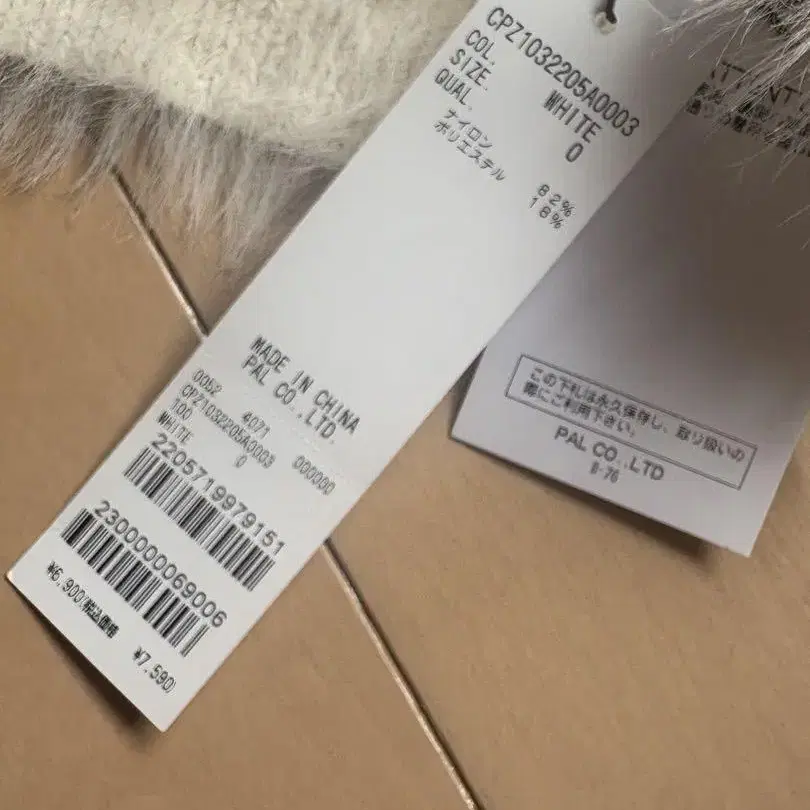 CPZ1032205A0003
COL. WHITE
SIZE. 0
QUAL.
ナイロン 82%
ポリエステル 18%
MADE IN CHINA
PAL CO.,LTD.
0052 4071 000000
CPZ1032205A0003
100 0
WHITE
2205719979151
2300000069006
¥6,900(税込価格 ¥7,590)
この下札は永久保存し、取り扱いの
際にご利用下さい。
PAL CO.,LTD
B-76